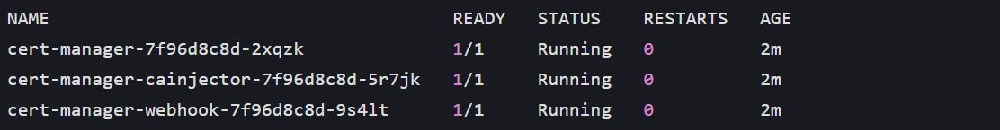 NAME READY STATUS RESTARTS AGE
cert-manager-7f96d8c8d-2xqzk 1/1 Running 0 2m
cert-manager-cainjector-7f96d8c8d-5r7jk 1/1 Running 0 2m
cert-manager-webhook-7f96d8c8d-9s4lt 1/1 Running 0 2m